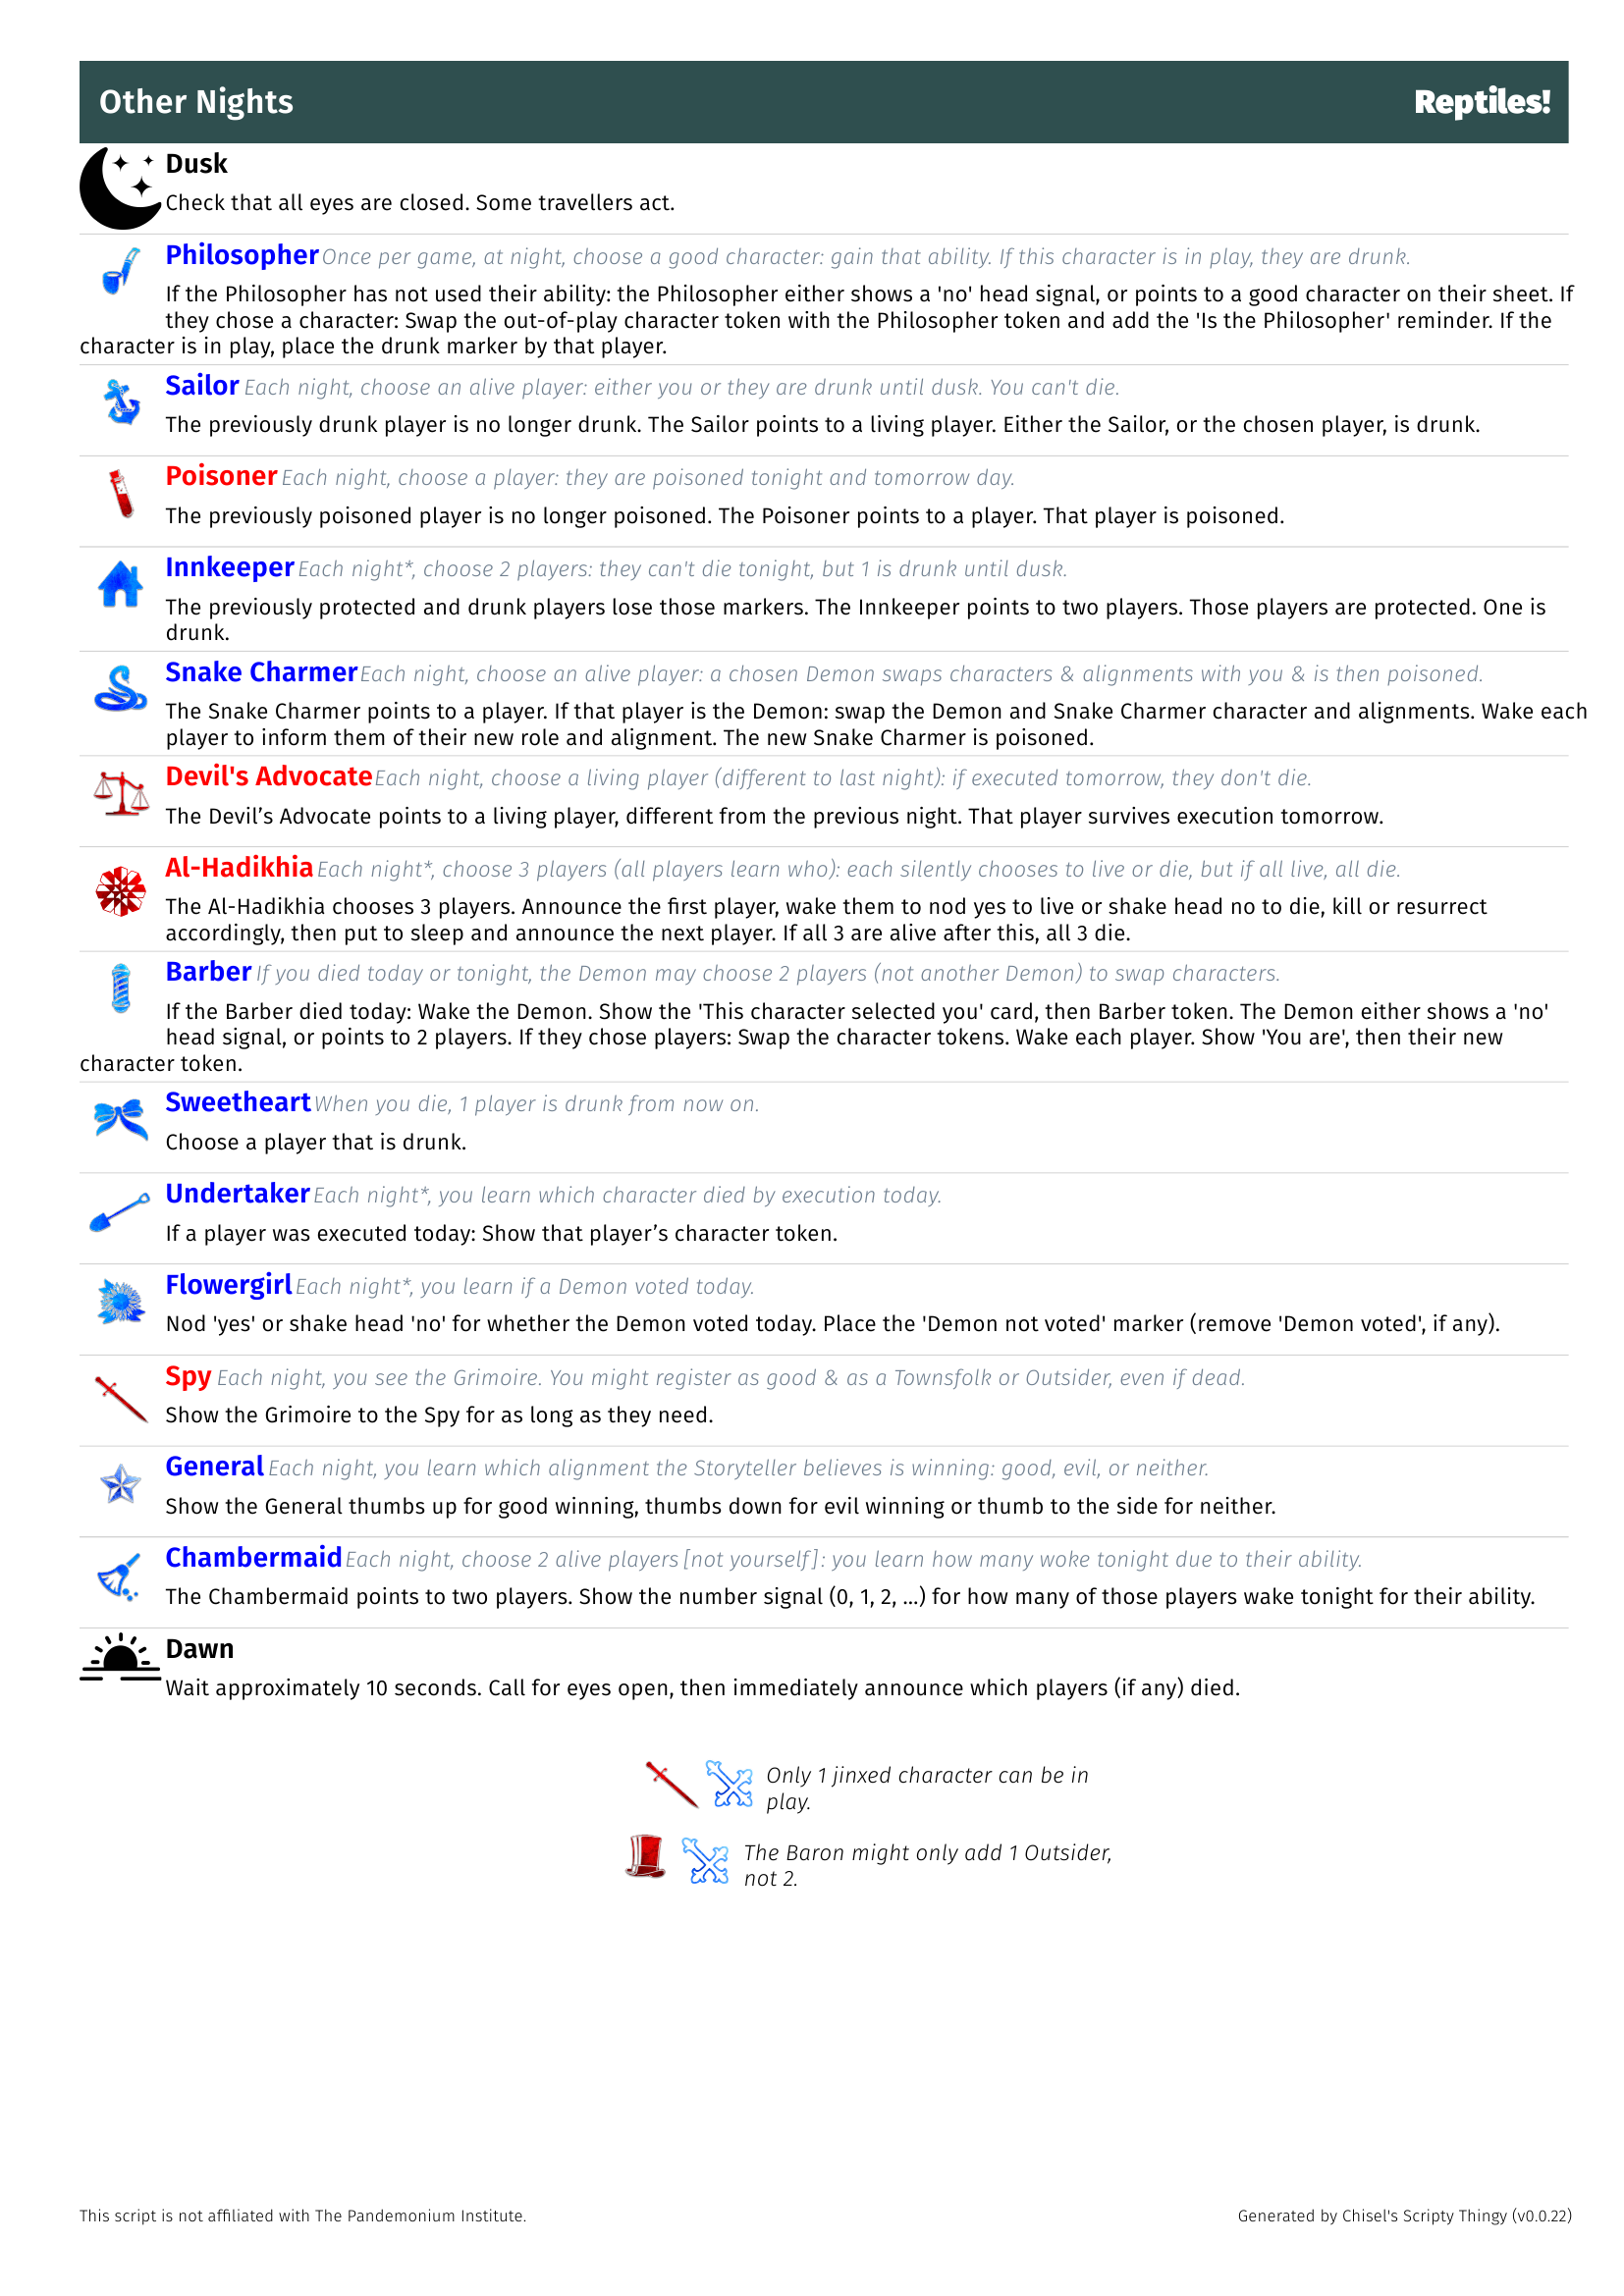 Other Nights
Reptiles!
Dusk
Check that all eyes are closed. Some travellers act.
Philosopher Once per game, at night, choose a good character: gain that ability. If this character is in play, they are drunk.
If the Philosopher has not used their ability: the Philosopher either shows a 'no' head signal, or points to a good character on their sheet. If
they chose a character: Swap the out-of-play character token with the Philosopher token and add the 'Is the Philosopher' reminder. If the
character is in play, place the drunk marker by that player.
Sailor Each night, choose an alive player: either you or they are drunk until dusk. You can't die.
The previously drunk player is no longer drunk. The Sailor points to a living player. Either the Sailor, or the chosen player, is drunk.
Poisoner Each night, choose a player: they are poisoned tonight and tomorrow day.
The previously poisoned player is no longer poisoned. The Poisoner points to a player. That player is poisoned.
Innkeeper Each night*, choose 2 players: they can't die tonight, but 1 is drunk until dusk.
The previously protected and drunk players lose those markers. The Innkeeper points to two players. Those players are protected. One is
drunk.
Snake Charmer Each night, choose an alive player: a chosen Demon swaps characters & alignments with you & is then poisoned.
The Snake Charmer points to a player. If that player is the Demon: swap the Demon and Snake Charmer character and alignments. Wake each
player to inform them of their new role and alignment. The new Snake Charmer is poisoned.
Devil's Advocate Each night, choose a living player (different to last night): if executed tomorrow, they don't die.
The Devil’s Advocate points to a living player, different from the previous night. That player survives execution tomorrow.
Al-Hadikhia Each night*, choose 3 players (all players learn who): each silently chooses to live or die, but if all live, all die.
The Al-Hadikhia chooses 3 players. Announce the first player, wake them to nod yes to live or shake head no to die, kill or resurrect
accordingly, then put to sleep and announce the next player. If all 3 are alive after this, all 3 die.
Barber If you died today or tonight, the Demon may choose 2 players (not another Demon) to swap characters.
If the Barber died today: Wake the Demon. Show the 'This character selected you' card, then Barber token. The Demon either shows a 'no'
head signal, or points to 2 players. If they chose players: Swap the character tokens. Wake each player. Show 'You are', then their new
character token.
Sweetheart When you die, 1 player is drunk from now on.
Choose a player that is drunk.
Undertaker Each night*, you learn which character died by execution today.
If a player was executed today: Show that player’s character token.
Flowergirl Each night*, you learn if a Demon voted today.
Nod 'yes' or shake head 'no' for whether the Demon voted today. Place the 'Demon not voted' marker (remove 'Demon voted', if any).
Spy Each night, you see the Grimoire. You might register as good & as a Townsfolk or Outsider, even if dead.
Show the Grimoire to the Spy for as long as they need.
General Each night, you learn which alignment the Storyteller believes is winning: good, evil, or neither.
Show the General thumbs up for good winning, thumbs down for evil winning or thumb to the side for neither.
Chambermaid Each night, choose 2 alive players [not yourself]: you learn how many woke tonight due to their ability.
The Chambermaid points to two players. Show the number signal (0, 1, 2, …) for how many of those players wake tonight for their ability.
Dawn
Wait approximately 10 seconds. Call for eyes open, then immediately announce which players (if any) died.
Only 1 jinxed character can be in
play.
The Baron might only add 1 Outsider,
not 2.
This script is not affiliated with The Pandemonium Institute.
Generated by Chisel's Scripty Thingy (v0.0.22)